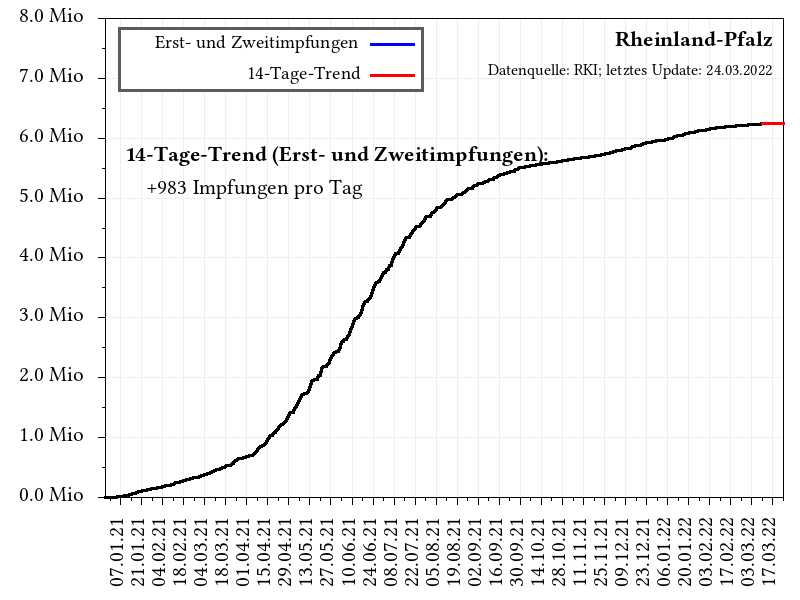 8.0 Mio
7.0 Mio
6.0 Mio
5.0 Mio
4.0 Mio
3.0 Mio
2.0 Mio
1.0 Mio
0.0 Mio
Erst- und Zweitimpfungen
14-Tage-Trend
Rheinland-Pfalz
Datenquelle: RKI; letztes Update: 24.03.2022
14-Tage-Trend (Erst- und Zweitimpfungen):
+983 Impfungen pro Tag
07.01.21
21.01.21
04.02.21
18.02.21
04.03.21
18.03.21
01.04.21
15.04.21
29.04.21
13.05.21
27.05.21
10.06.21
24.06.21
08.07.21
22.07.21
05.08.21
19.08.21
02.09.21
16.09.21
30.09.21
14.10.21
28.10.21
11.11.21
25.11.21
09.12.21
23.12.21
06.01.22
20.01.22
03.02.22
17.02.22
03.03.22
17.03.22